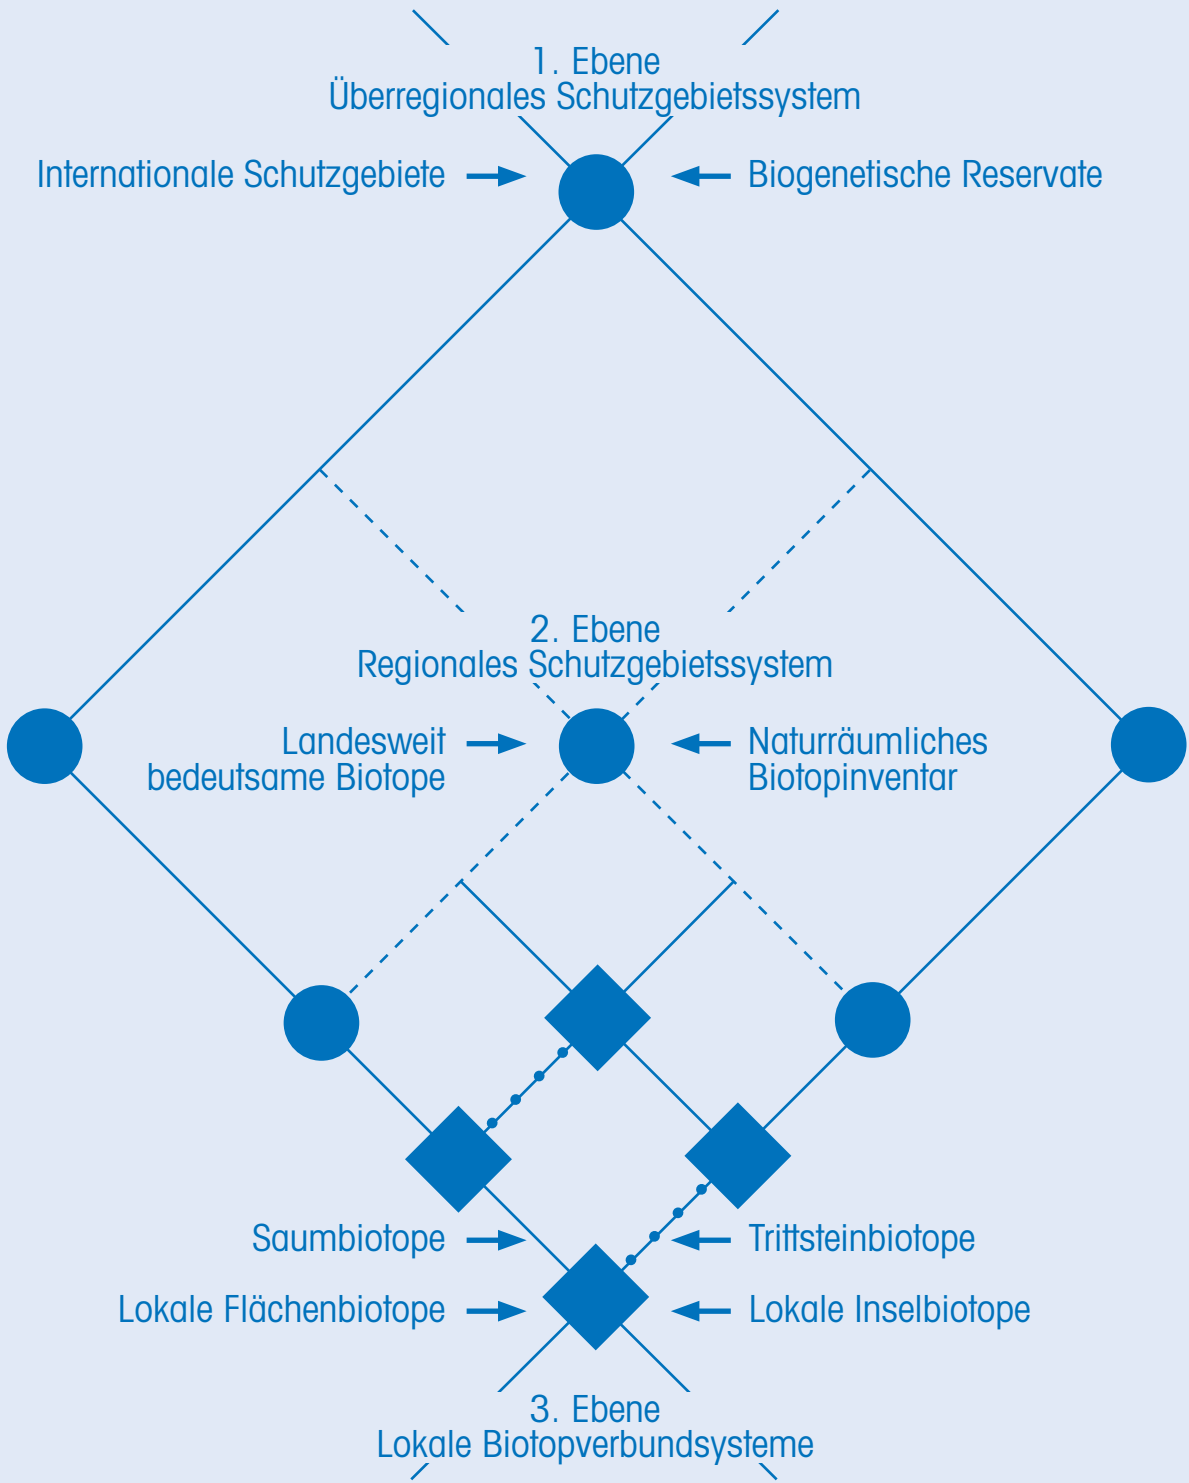 1. Ebene
Überregionales Schutzgebietssystem
Internationale Schutzgebiete
Biogenetische Reservate
2. Ebene
Regionales Schutzgebietssystem
Landesweit
bedeutsame Biotope
Naturräumliches
Biotopinventar
Saumbiotope
Trittsteinbiotope
Lokale Flächenbiotope
Lokale Inselbiotope
3. Ebene
Lokale Biotopverbundsysteme